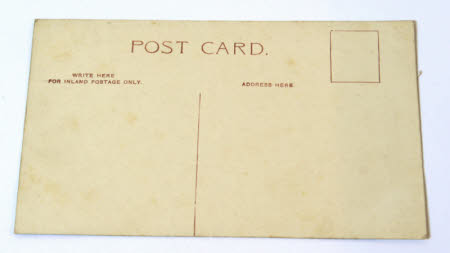 POST CARD.
WRITE HERE
FOR INLAND POSTAGE ONLY.
ADDRESS HERE